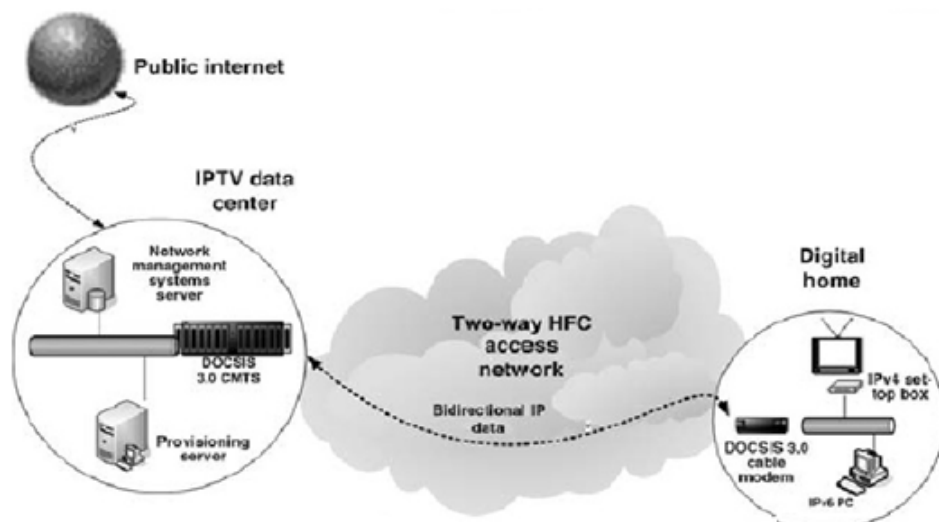 Public internet
IPTV data
center
Network
management
systems
server
DOCSIS
3.0 CMTS
Provisioning
server
Two-way HFC
access
network
Bidirectional IP
data
Digital
home
IPv4 set-
top box
DOCSIS 3.0
cable
modem
IPv6 PC